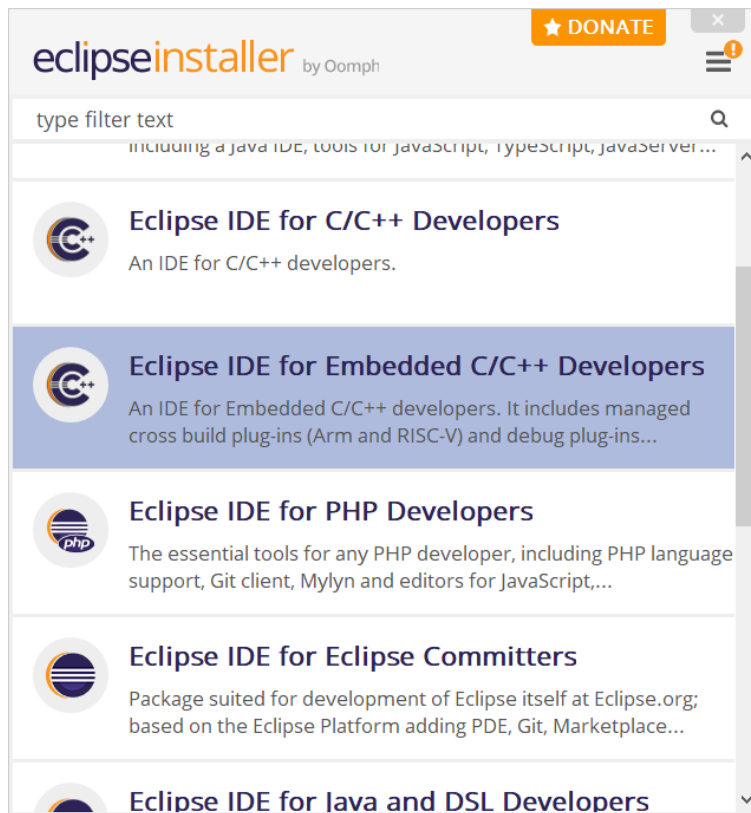 ★ DONATE
eclipseinstaller by Oomph
type filter text
including a Java IDE, tools for JavaScript, TypeScript, JavaServer...
Eclipse IDE for C/C++ Developers
An IDE for C/C++ developers.
Eclipse IDE for Embedded C/C++ Developers
An IDE for Embedded C/C++ developers. It includes managed
cross build plug-ins (Arm and RISC-V) and debug plug-ins...
Eclipse IDE for PHP Developers
The essential tools for any PHP developer, including PHP language
support, Git client, Mylyn and editors for JavaScript,...
php
Eclipse IDE for Eclipse Committers
Package suited for development of Eclipse itself at Eclipse.org;
based on the Eclipse Platform adding PDE, Git, Marketplace...
Eclipse IDE for Java and DSL Developers